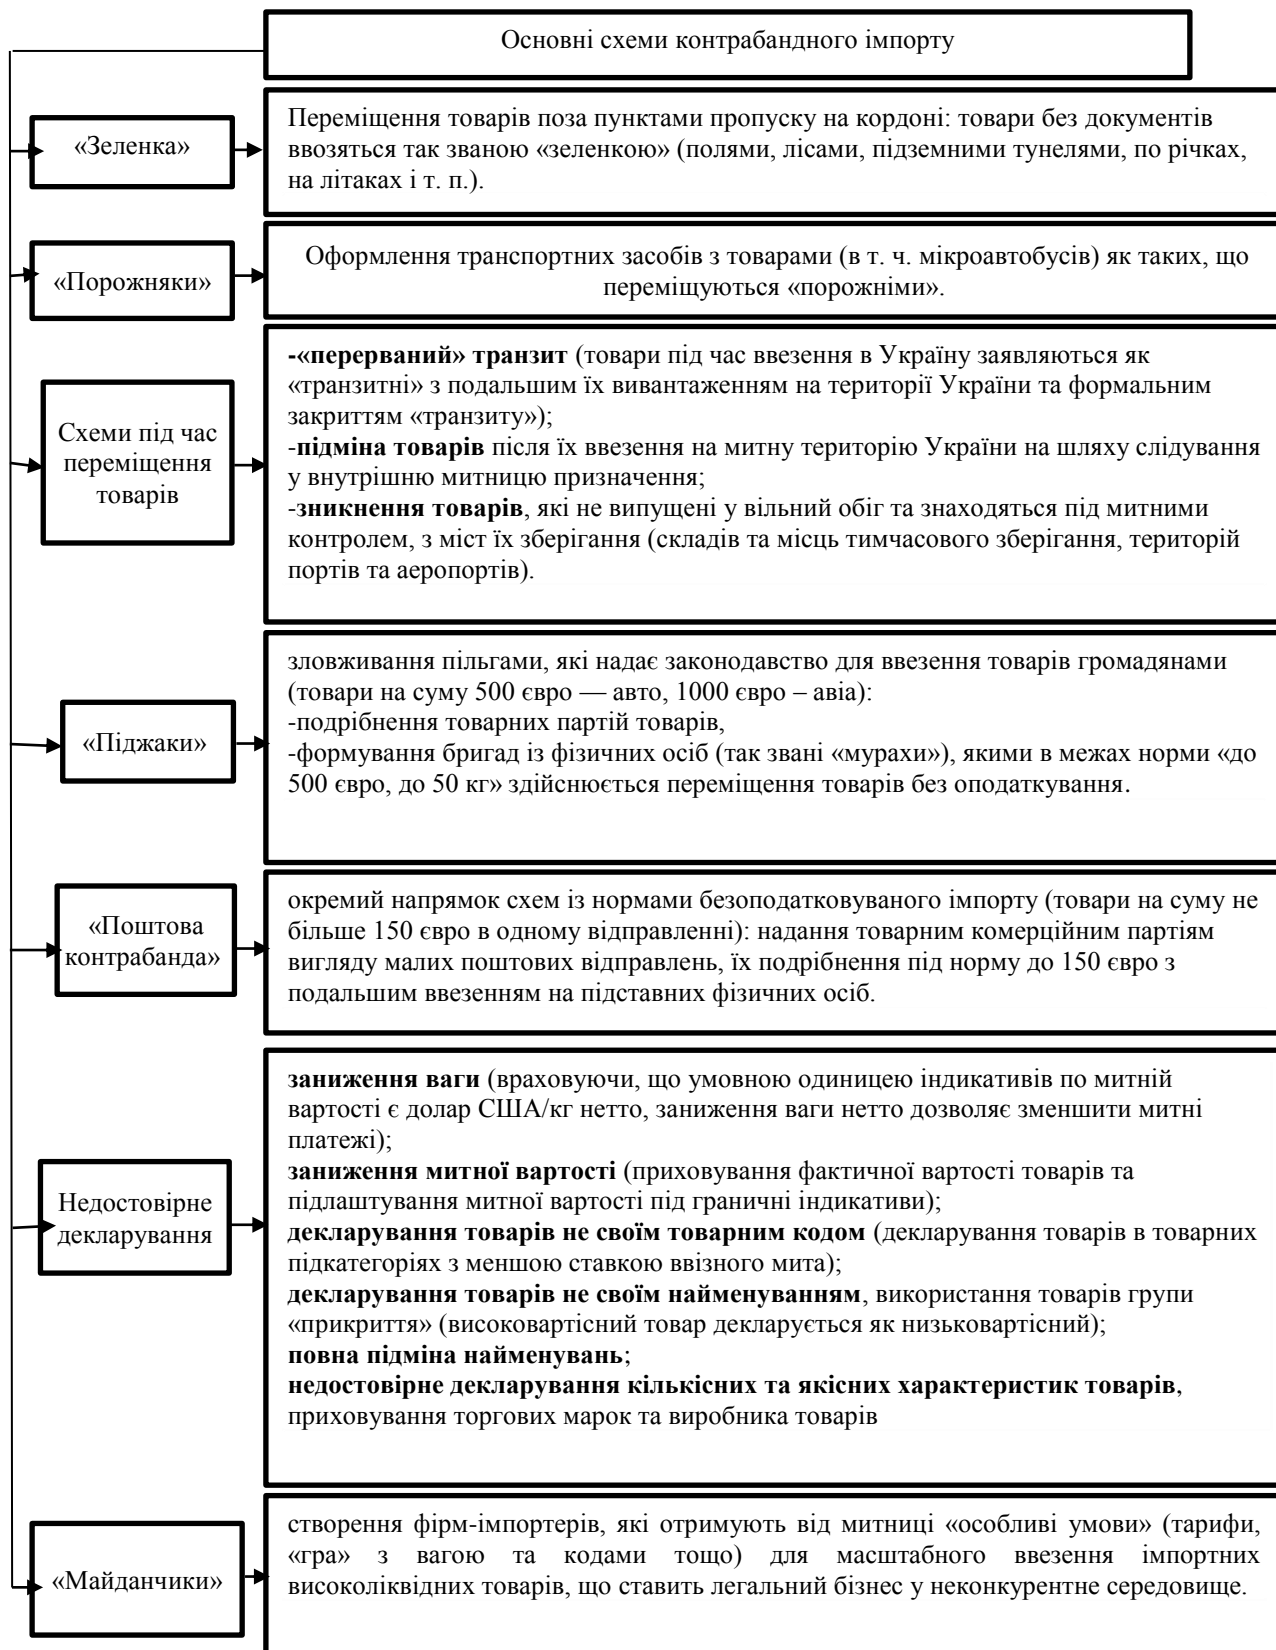 Основні схеми контрабандного імпорту
«Зеленка»
Переміщення товарів поза пунктами пропуску на кордоні: товари без документів
ввозяться так званою «зеленкою» (полями, лісами, підземними тунелями, по річках,
на літаках і т. п.).
«Порожняки»
Оформлення транспортних засобів з товарами (в т. ч. мікроавтобусів) як таких, що
переміщуються «порожніми».
Схеми під час
переміщення
товарів
-«перерваний» транзит (товари під час ввезення в Україну заявляються як
«транзитні» з подальшим їх вивантаженням на території України та формальним
закриттям «транзиту»);
-підміна товарів після їх ввезення на митну територію України на шляху слідування
у внутрішню митницю призначення;
-зникнення товарів, які не випущені у вільний обіг та знаходяться під митними
контролем, з міст їх зберігання (складів та місць тимчасового зберігання, територій
портів та аеропортів).
«Піджаки»
зловживання пільгами, які надає законодавство для ввезення товарів громадянами
(товари на суму 500 євро — авто, 1000 євро – авіа):
-подрібнення товарних партій товарів,
-формування бригад із фізичних осіб (так звані «мурахи»), якими в межах норми «до
500 євро, до 50 кг» здійснюється переміщення товарів без оподаткування.
«Поштова
контрабанда»
окремий напрямок схем із нормами безоподатковуваного імпорту (товари на суму не
більше 150 євро в одному відправленні): надання товарним комерційним партіям
вигляду малих поштових відправлень, їх подрібнення під норму до 150 євро з
подальшим ввезенням на підставних фізичних осіб.
Недостовірне
декларування
заниження ваги (враховуючи, що умовною одиницею індикативів по митній
вартості є долар США/кг нетто, заниження ваги нетто дозволяє зменшити митні
платежі);
заниження митної вартості (приховування фактичної вартості товарів та
підлаштування митної вартості під граничні індикативи);
декларування товарів не своїм товарним кодом (декларування товарів в товарних
підкатегоріях з меншою ставкою ввізного мита);
декларування товарів не своїм найменуванням, використання товарів групи
«прикриття» (високовартісний товар декларується як низьковартісний);
повна підміна найменувань;
недостовірне декларування кількісних та якісних характеристик товарів,
приховування торгових марок та виробника товарів
«Майданчики»
створення фірм-імпортерів, які отримують від митниці «особливі умови» (тарифи,
«гра» з вагою та кодами тощо) для масштабного ввезення імпортних
високоліквідних товарів, що ставить легальний бізнес у неконкурентне середовище.